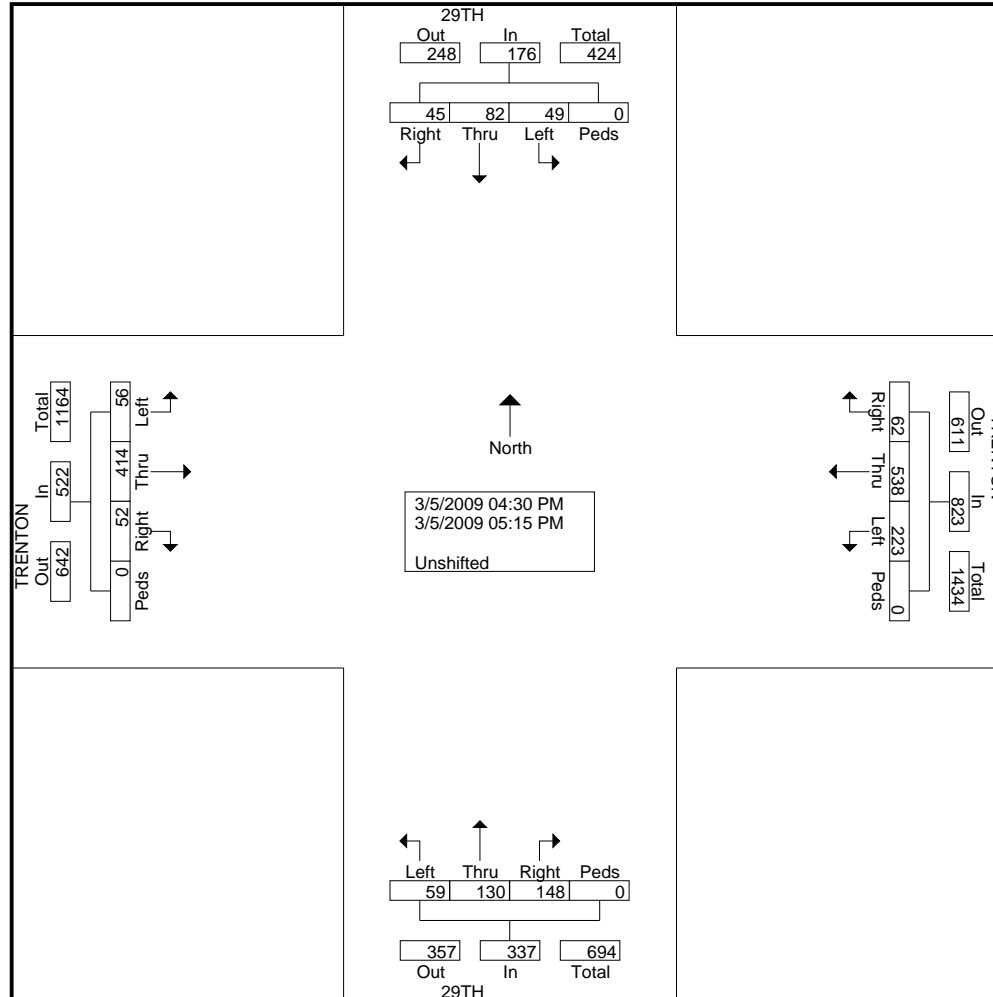 29TH
Out In Total
248 176 424
45 82 49 0
Right Thru Left Peds
TRENTON
Total In Out
1164 522 642
56 414 52 0
Left Thru Right Peds
North
3/5/2009 04:30 PM
3/5/2009 05:15 PM
Unshifted
Right Thru Left Peds
62 538 223 0
Out In Total
611 823 1434
Left Thru Right Peds
59 130 148 0
357 337 694
Out In Total
29TH